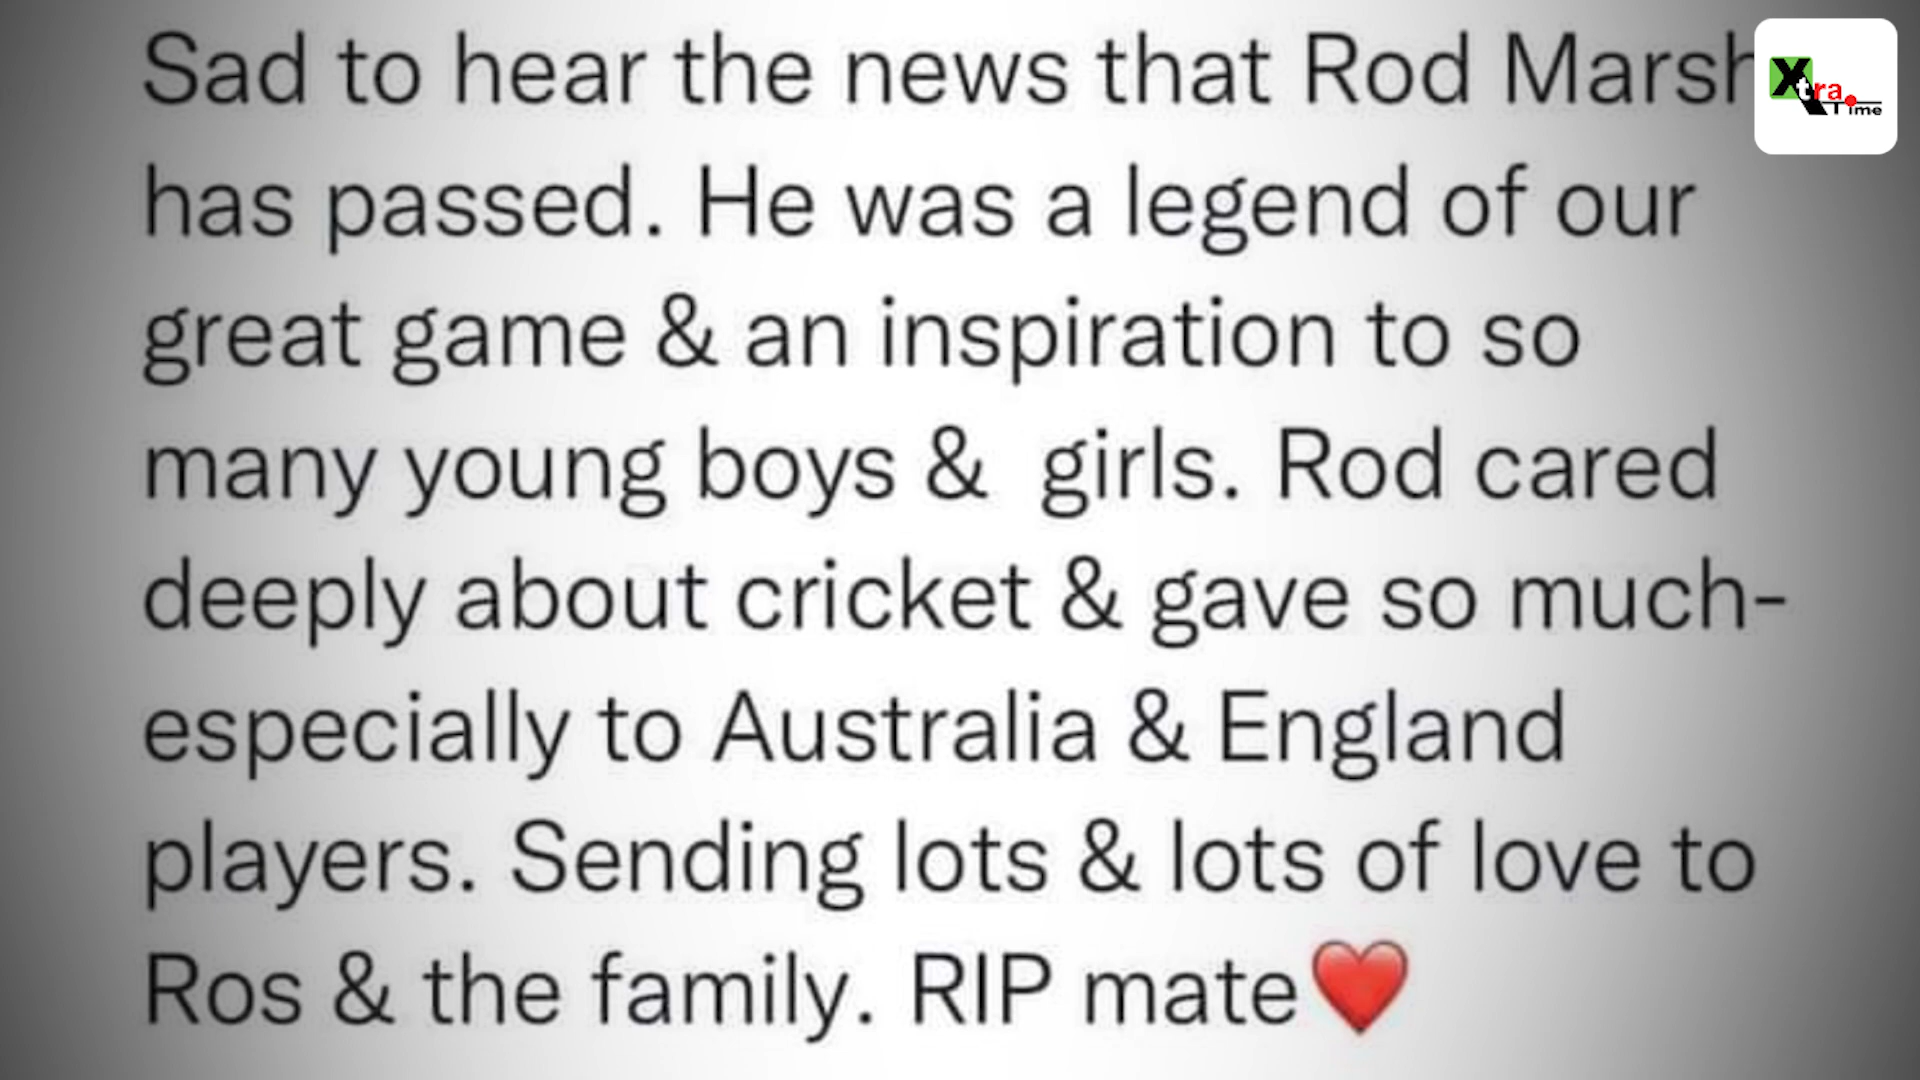 Sad to hear the news that Rod Marsh
has passed. He was a legend of our
great game & an inspiration to so
many young boys &  girls. Rod cared
deeply about cricket & gave so much-
especially to Australia & England
players. Sending lots & lots of love to
Ros & the family. RIP mate❤️
Xtra Time